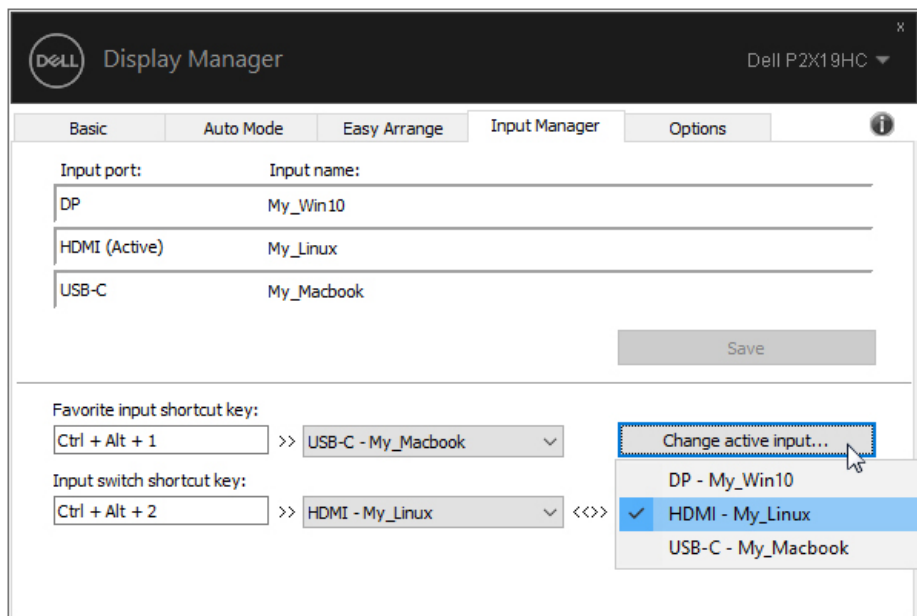 x
DELL Display Manager Dell P2X19HC
Basic Auto Mode Easy Arrange Input Manager Options i
Input port: Input name:
DP My_Win10
HDMI (Active) My_Linux
USB-C My_Macbook
Save
Favorite input shortcut key:
Ctrl + Alt + 1 >> USB-C - My_Macbook Change active input...
DP - My_Win10
Input switch shortcut key:
Ctrl + Alt + 2 >> HDMI - My_Linux <<>> HDMI - My_Linux
USB-C - My_Macbook